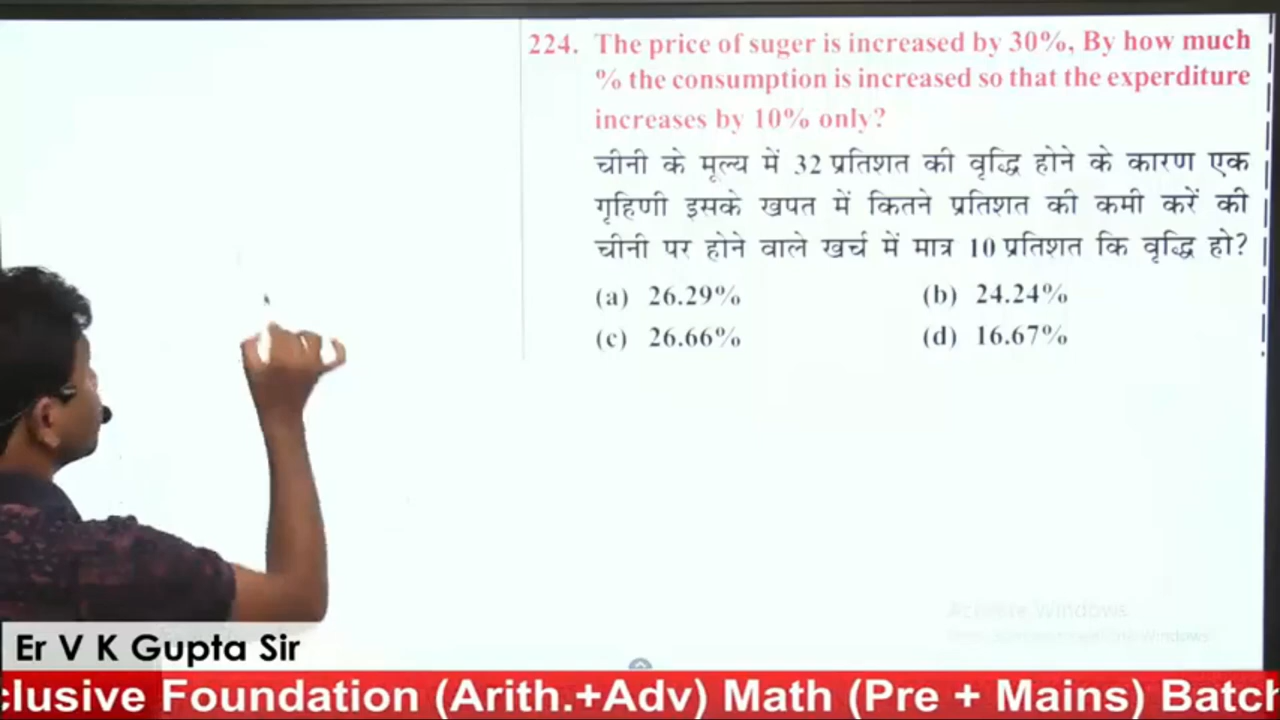 224. The price of suger is increased by 30%, By how much
% the consumption is increased so that the experditure
increases by 10% only?
चीनी के मूल्य में 32 प्रतिशत की वृद्धि होने के कारण एक
गृहिणी इसके खपत में कितने प्रतिशत की कमी करें की
चीनी पर होने वाले खर्च में मात्र 10 प्रतिशत कि वृद्धि हो?
(a) 26.29% (b) 24.24%
(c) 26.66% (d) 16.67%
Activate Windows
Er V K Gupta Sir
clusive Foundation (Arith.+Adv) Math (Pre + Mains) Batch